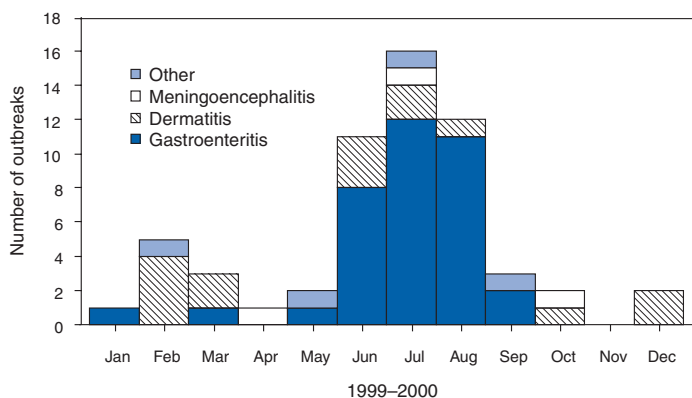 18
16
14
12
10
8
6
4
2
0
Number of outbreaks
Other
Meningoencephalitis
Dermatitis
Gastroenteritis
Jan Feb Mar Apr May Jun Jul Aug Sep Oct Nov Dec
1999–2000